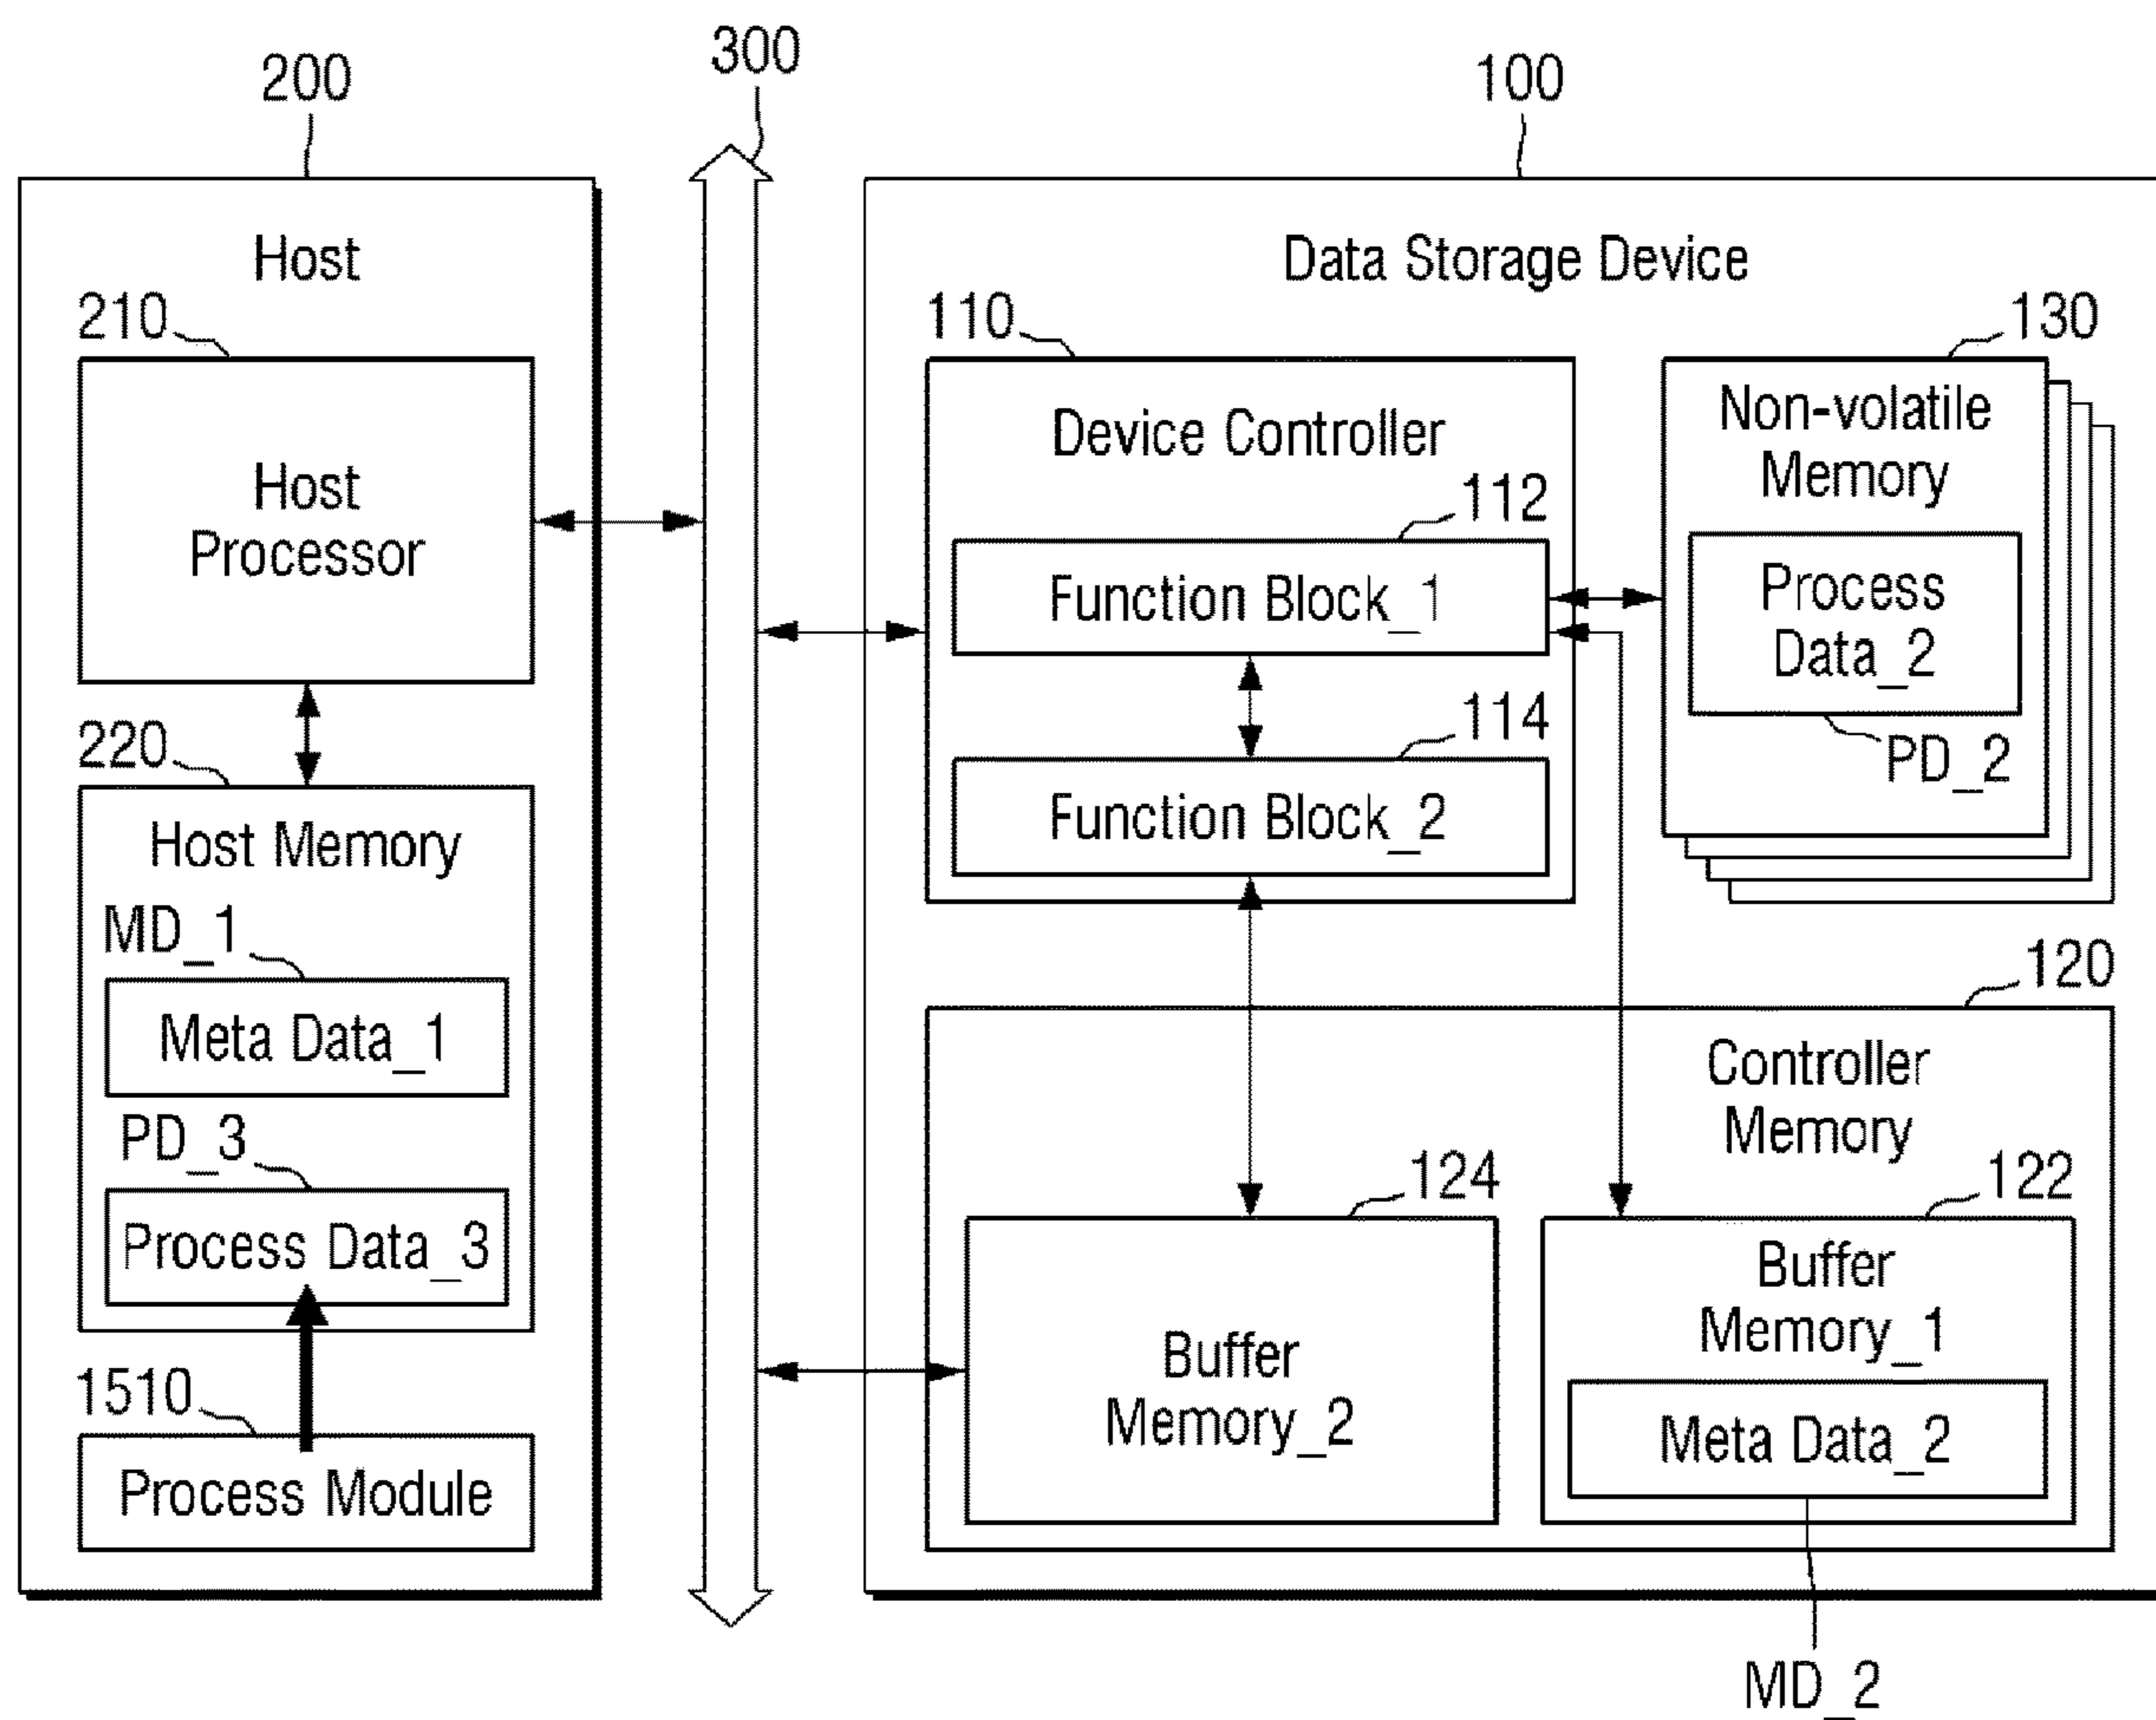 300
200
100
Host
Data Storage Device
210
110
130
Host
Processor
Device Controller
112
Function Block_1
114
Function Block_2
Non-volatile
Memory
Process
Data_2
PD_2
220
Host Memory
MD_1
Meta Data_1
PD_3
Process Data_3
1510
Process Module
120
Controller
Memory
124
Buffer
Memory_2
122
Buffer
Memory_1
Meta Data_2
MD_2